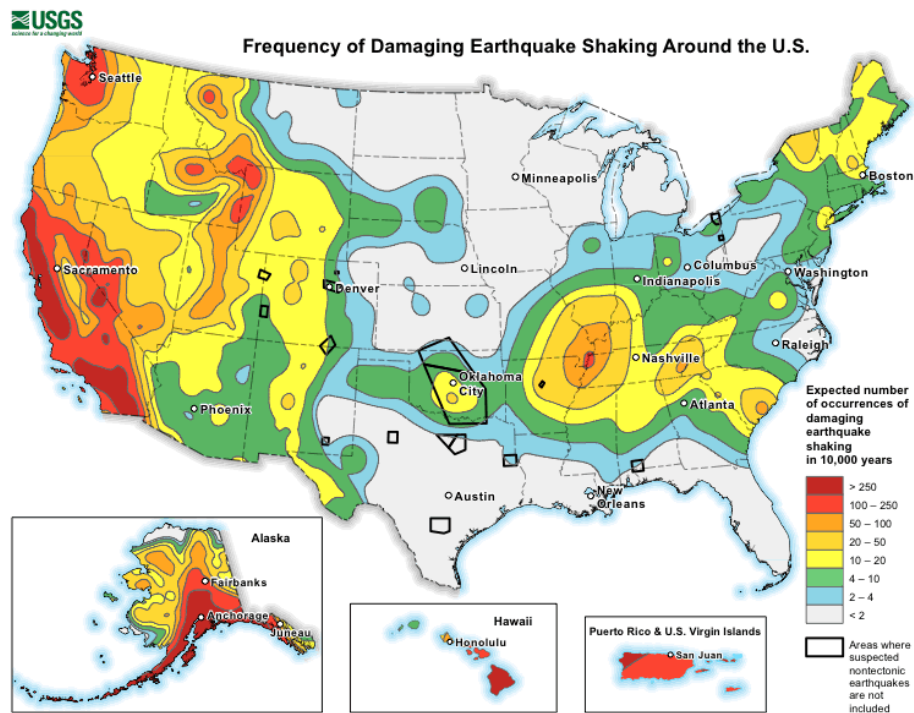 USGS
science for a changing world
Frequency of Damaging Earthquake Shaking Around the U.S.
Seattle
Minneapolis
Boston
Sacramento
Lincoln
Columbus
Washington
Denver
Indianapolis
Raleigh
Nashville
Oklahoma
City
Phoenix
Atlanta
Austin
New
Orleans
Expected number
of occurrences of
damaging
earthquake
shaking
in 10,000 years
> 250
100 – 250
50 – 100
20 – 50
10 – 20
4 – 10
2 – 4
< 2
Areas where
suspected
nontectonic
earthquakes
are not
included
Alaska
Fairbanks
Anchorage
Juneau
Hawaii
Honolulu
Puerto Rico & U.S. Virgin Islands
San Juan